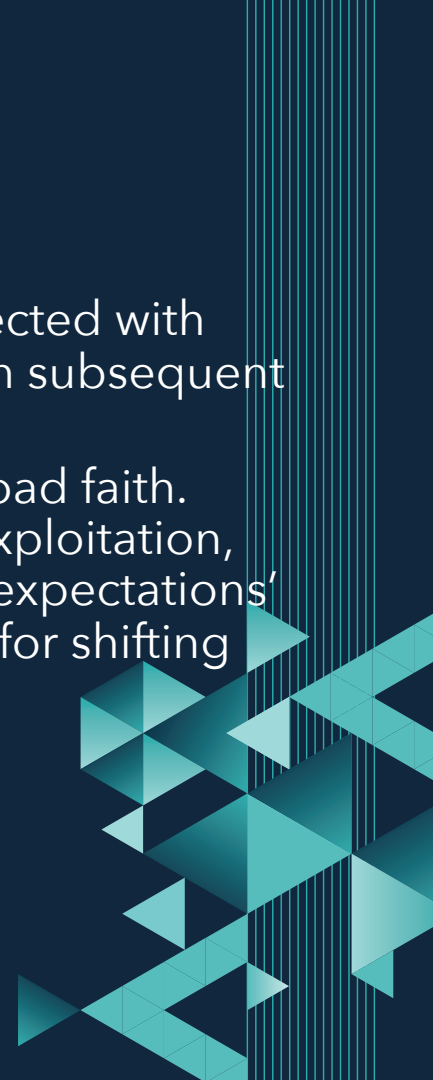 ected with
n subsequent
bad faith.
xploitation,
expectations’
for shifting